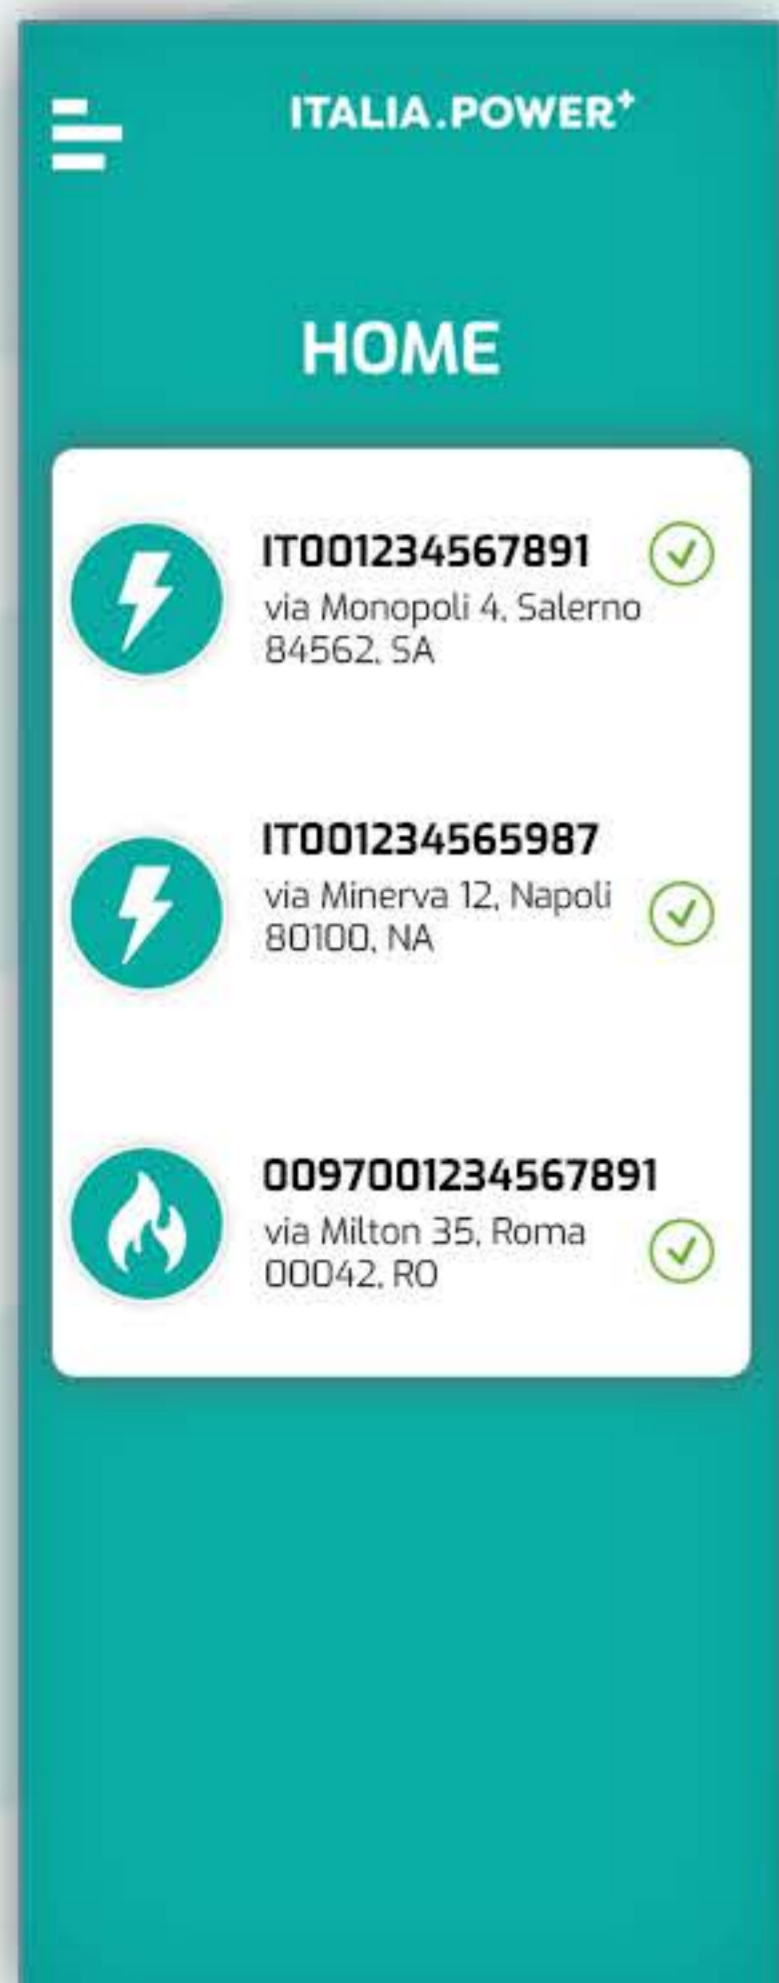 ITALIA.POWER+
HOME
IT001234567891
via Monopoli 4, Salerno
84562, SA
IT001234565987
via Minerva 12, Napoli
80100, NA
00970001234567891
via Milton 35, Roma
00042, RO